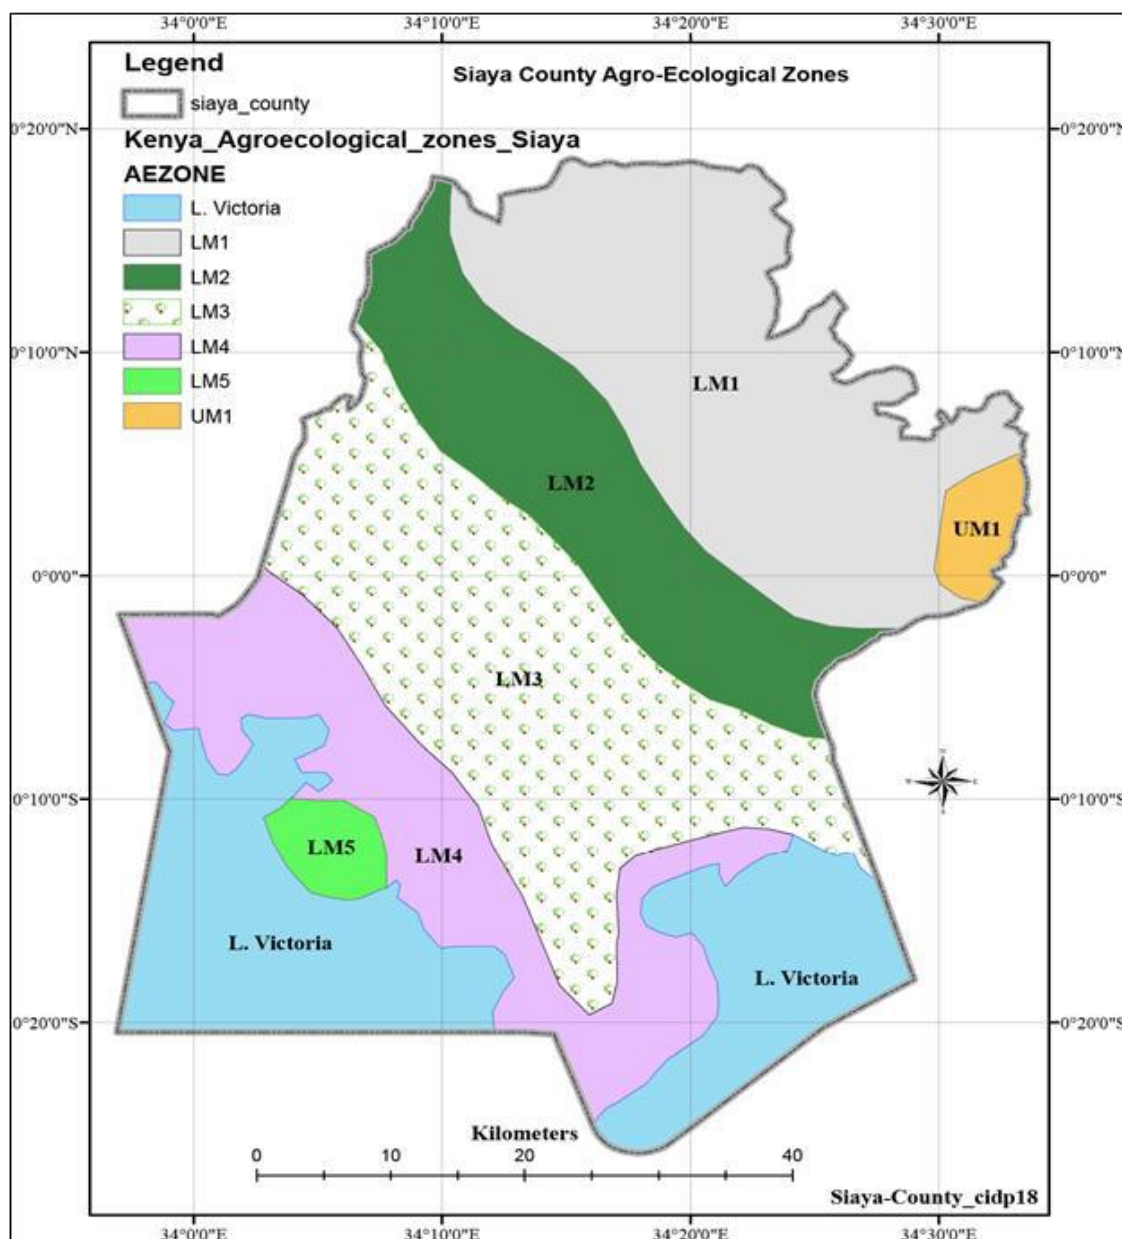 34°0'0"E 34°10'0"E 34°20'0"E 34°30'0"E
Legend
Siaya County Agro-Ecological Zones
siaya_county
0°20'0"N 0°20'0"N
Kenya_Agroecological_zones_Siaya
AEZONE
L. Victoria
LM1
LM2
LM3
LM4
LM5
UM1
0°10'0"N 0°10'0"N
LM1
LM2
UM1
0°0'0" 0°0'0"
LM3
N
W E
S
0°10'0"S 0°10'0"S
LM5
LM4
L. Victoria
L. Victoria
0°20'0"S 0°20'0"S
Kilometers
0 10 20 40
Siaya-County_cidp18
34°0'0"E 34°10'0"E 34°20'0"E 34°30'0"E